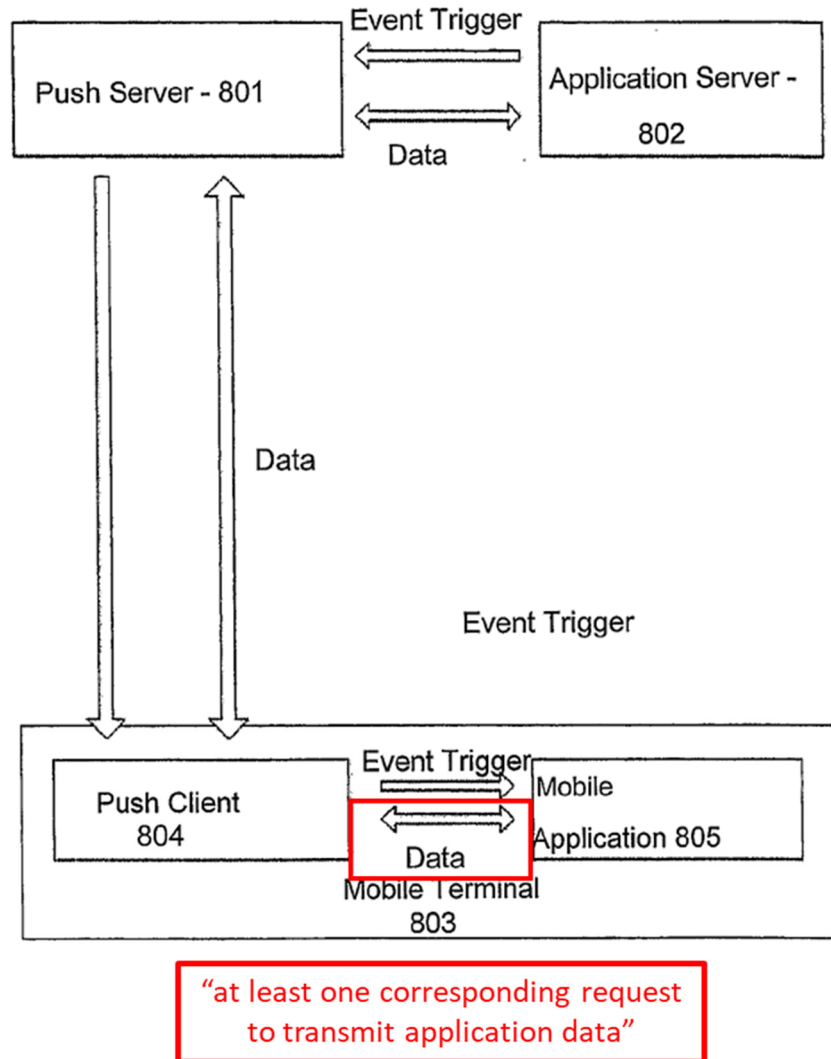 Event Trigger
Push Server - 801
Application Server -
802
Data
Data
Event Trigger
Event Trigger
Push Client
804
Mobile
Application 805
Data
Mobile Terminal
803
“at least one corresponding request
to transmit application data”